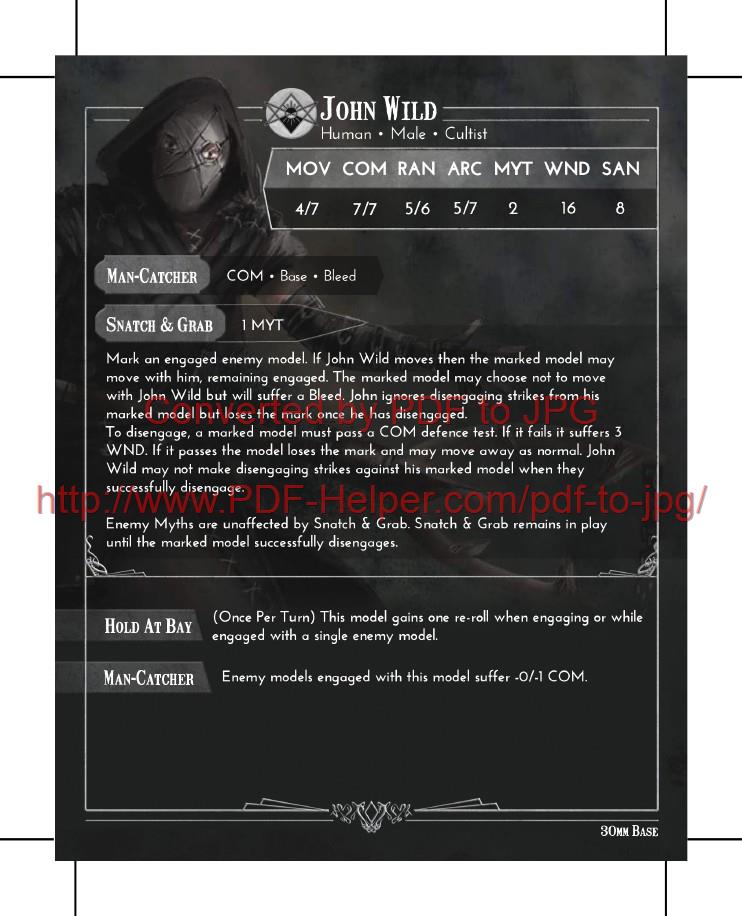 John Wild
Human • Male • Cultist
MOV COM RAN ARC MYT WND SAN
4/7 7/7 5/6 5/7 2 16 8
Man-Catcher COM • Base • Bleed
Snatch & Grab 1 MYT
Mark an engaged enemy model. If John Wild moves then the marked model may
move with him, remaining engaged. The marked model may choose not to move
with John Wild but will suffer a Bleed. John ignores disengaging strikes from his
marked model but loses the mark once he has disengaged.
Converted by PDF to JPG
To disengage, a marked model must pass a COM defence test. If it fails it suffers 3
WND. If it passes the model loses the mark and may move away as normal. John
Wild may not make disengaging strikes against his marked model when they
successfully disengage.
http://www.PDF-Helper.com/pdf-to-jpg/
Enemy Myths are unaffected by Snatch & Grab. Snatch & Grab remains in play
until the marked model successfully disengages.
Hold At Bay (Once Per Turn) This model gains one re-roll when engaging or while
engaged with a single enemy model.
Man-Catcher Enemy models engaged with this model suffer -0/-1 COM.
30mm Base